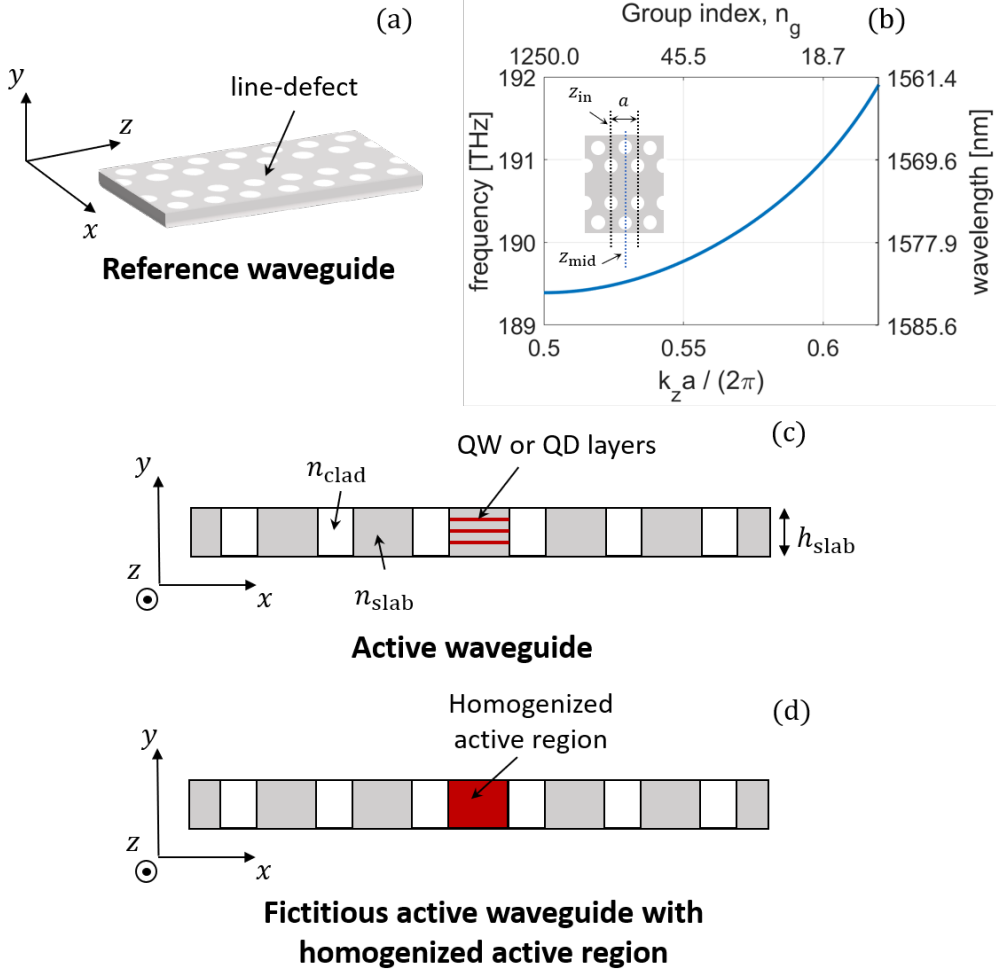 (a)
y
z
x
line-defect
Reference waveguide
Group index, n_g
(b)
1250.0 45.5 18.7
192 1561.4
191 1569.6
190 1577.9
189 1585.6
frequency [THz]
wavelength [nm]
z_in
a
z_mid
0.5 0.55 0.6
k_z a / (2π)
(c)
QW or QD layers
n_clad
y
h_slab
z
x
n_slab
Active waveguide
(d)
Homogenized
active region
y
z
x
Fictitious active waveguide with
homogenized active region